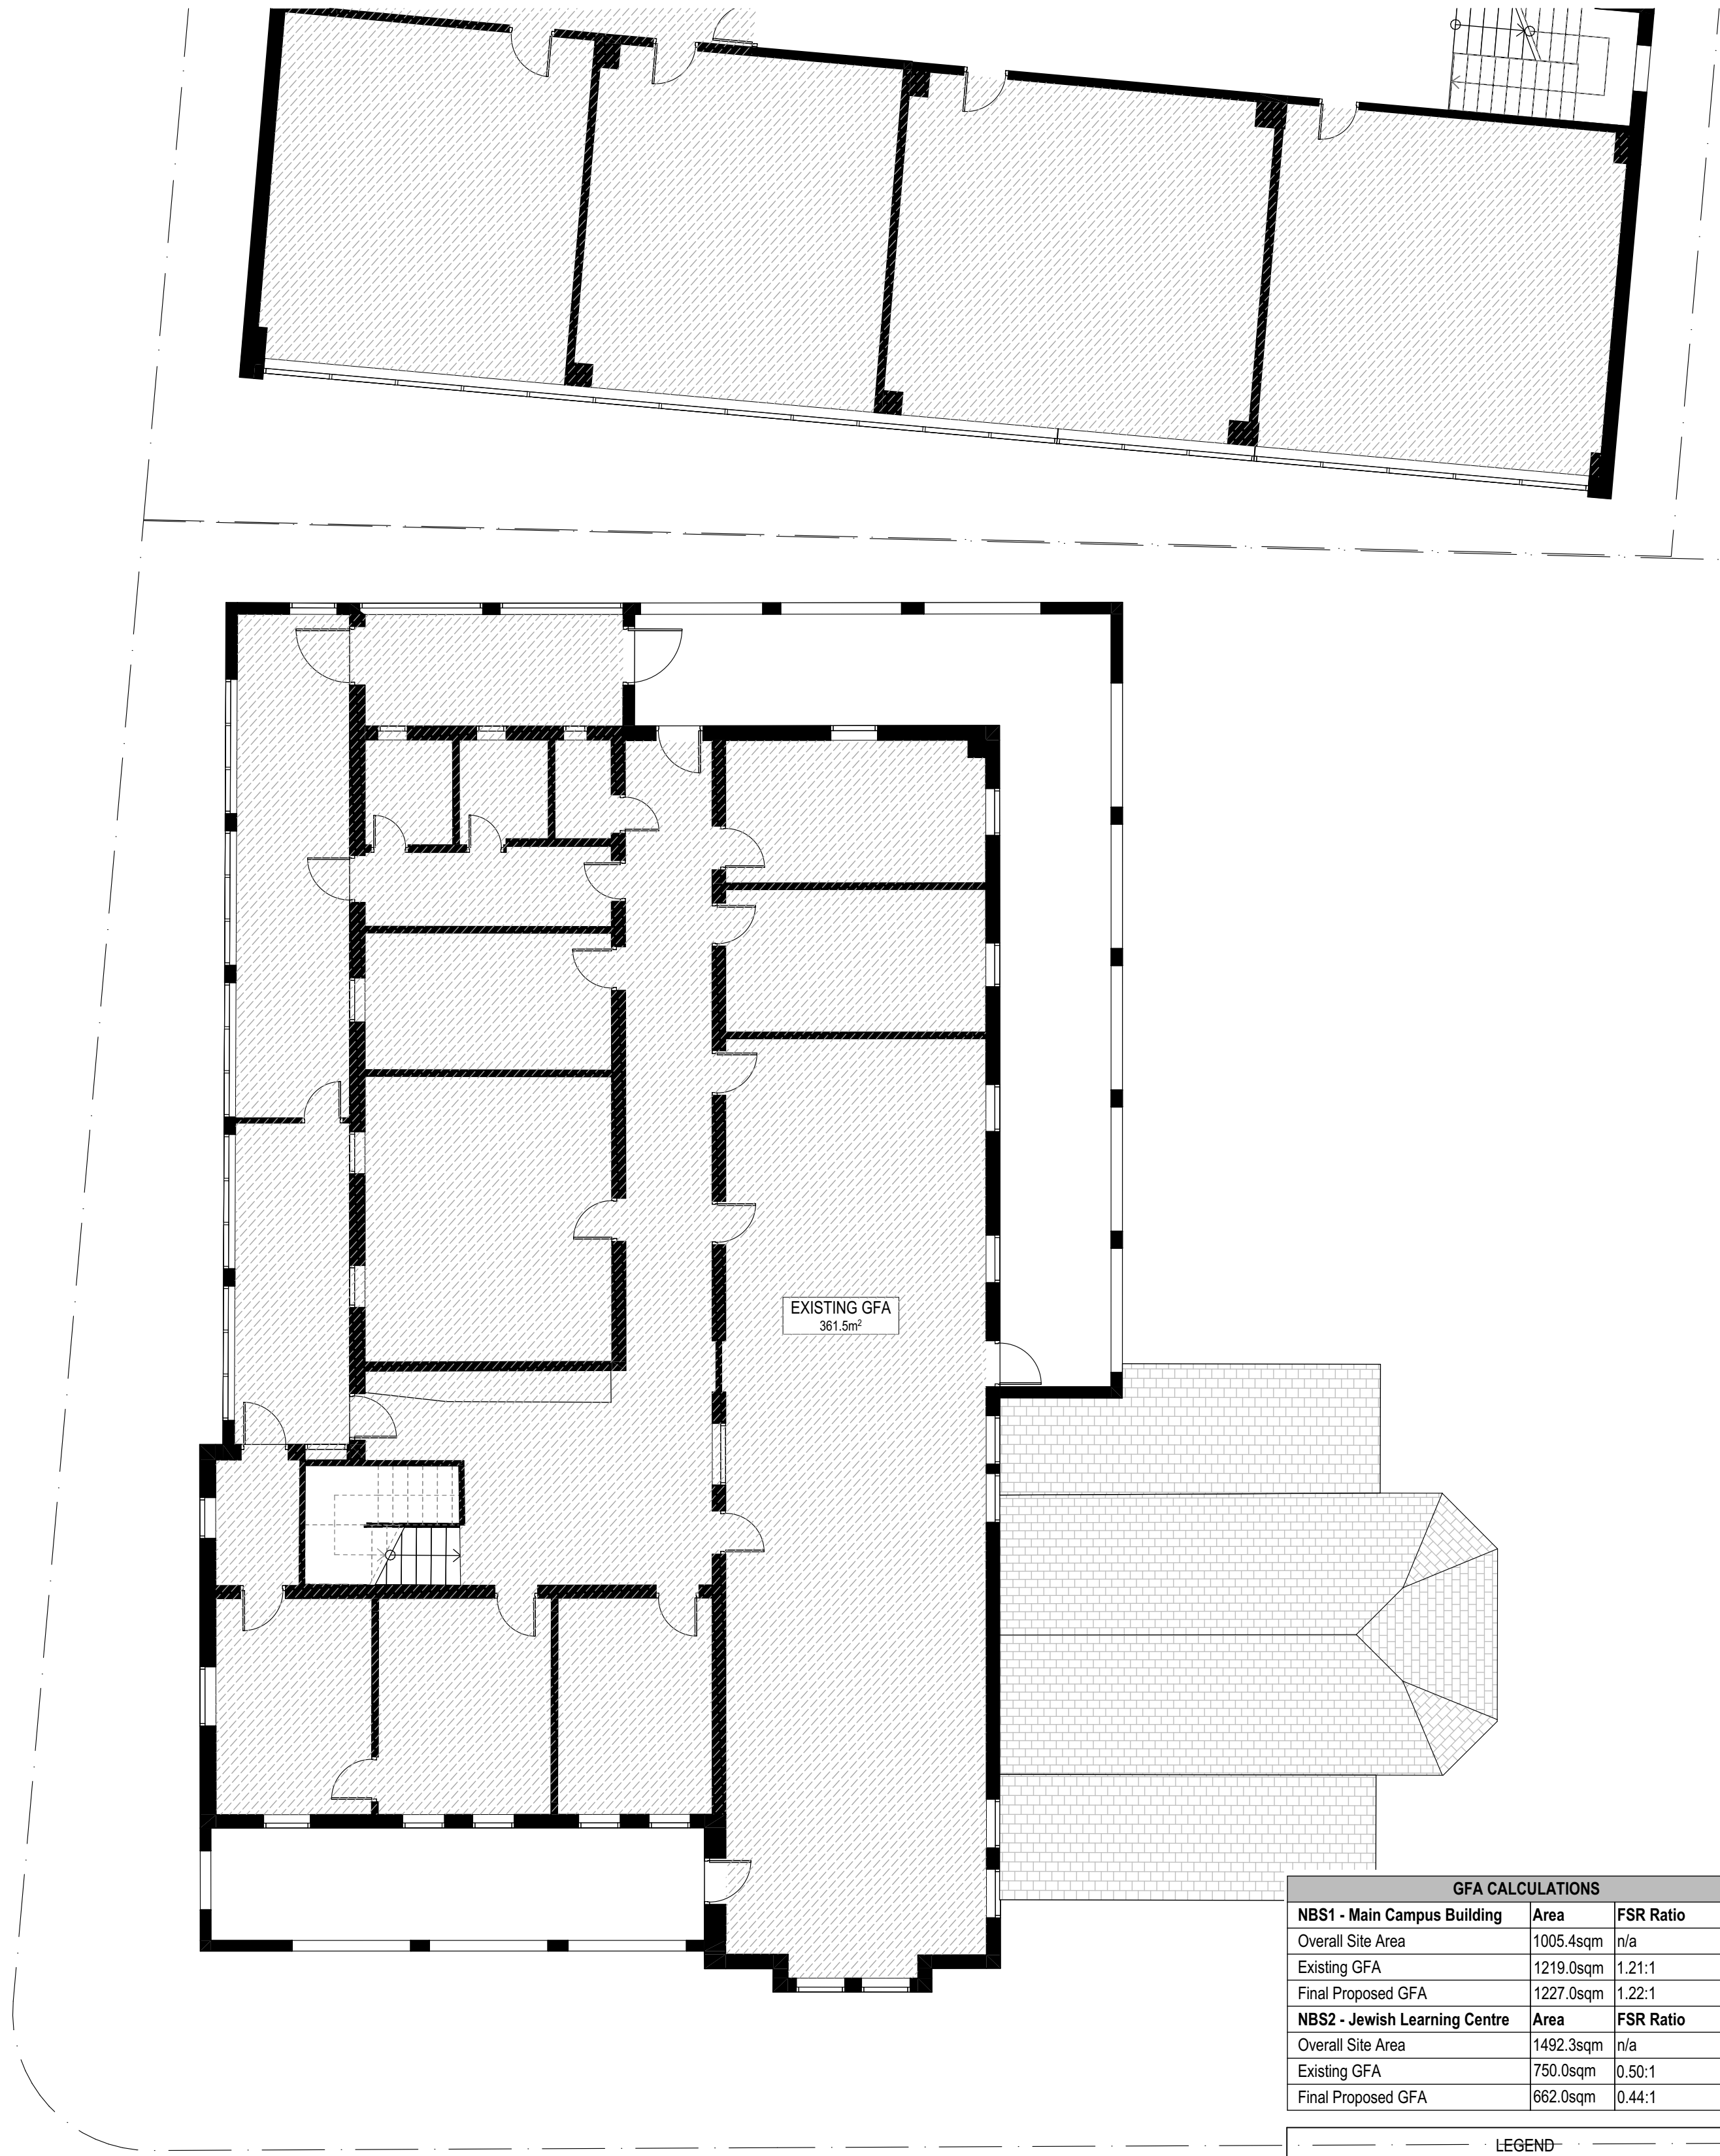 EXISTING GFA
361.5m²
GFA CALCULATIONS
NBS1 - Main Campus Building Area FSR Ratio
Overall Site Area 1005.4sqm n/a
Existing GFA 1219.0sqm 1.21:1
Final Proposed GFA 1227.0sqm 1.22:1
NBS2 - Jewish Learning Centre Area FSR Ratio
Overall Site Area 1492.3sqm n/a
Existing GFA 750.0sqm 0.50:1
Final Proposed GFA 662.0sqm 0.44:1
LEGEND